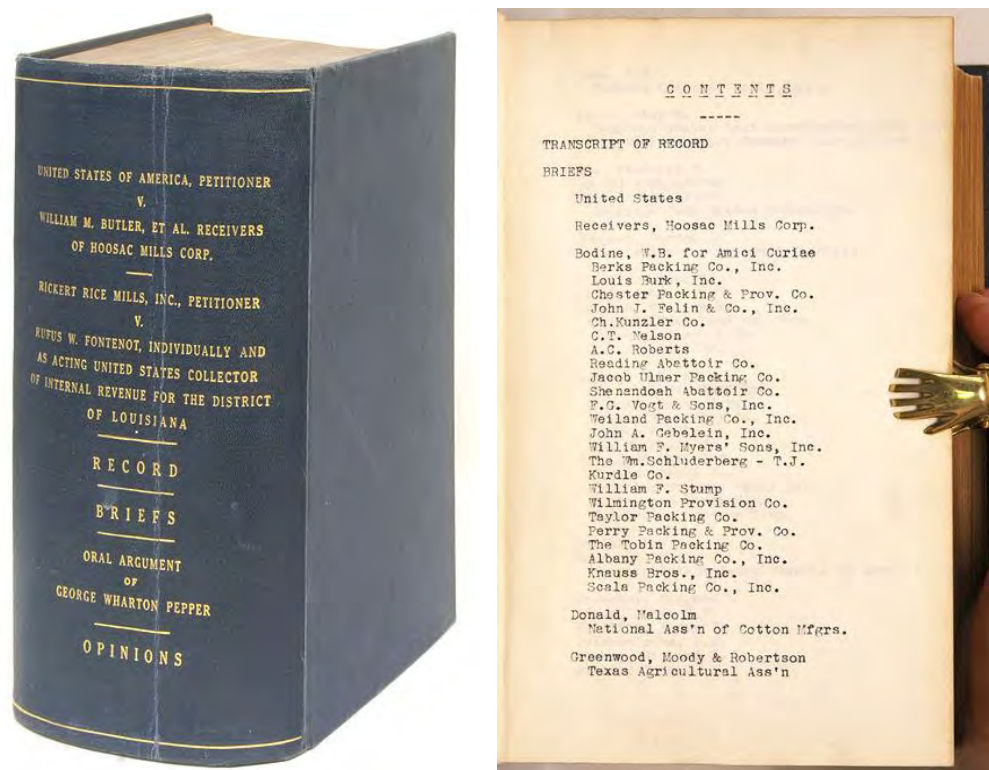 UNITED STATES OF AMERICA, PETITIONER
V.
WILLIAM M. BUTLER, ET AL. RECEIVERS
OF HOOSAC MILLS CORP.
RICKERT RICE MILLS, INC., PETITIONER
V.
RUFUS W. FONTENOT, INDIVIDUALLY AND
AS ACTING UNITED STATES COLLECTOR
OF INTERNAL REVENUE FOR THE DISTRICT
OF LOUISIANA
RECORD
BRIEFS
ORAL ARGUMENT
OF
GEORGE WHARTON PEPPER
OPINIONS
CONTENTS
-----
TRANSCRIPT OF RECORD
BRIEFS
United States
Receivers, Hoosac Mills Corp.
Bodine, W.B. for Amici Curiae
Berks Packing Co., Inc.
Louis Burk, Inc.
Chester Packing & Prov. Co.
John J. Felin & Co., Inc.
Ch.Kunzler Co.
C.T. Nelson
A.C. Roberts
Reading Abattoir Co.
Jacob Ulmer Packing Co.
Shenandoah Abattoir Co.
F.G. Vogt & Sons, Inc.
Weiland Packing Co., Inc.
John A. Gebelein, Inc.
William F. Myers' Sons, Inc.
The Wm.Schluderberg - T.J.
Kurdle Co.
William F. Stump
Wilmington Provision Co.
Taylor Packing Co.
Perry Packing & Prov. Co.
The Tobin Packing Co.
Albany Packing Co., Inc.
Knauss Bros., Inc.
Scala Packing Co., Inc.
Donald, Malcolm
National Ass'n of Cotton Mfgrs.
Greenwood, Moody & Robertson
Texas Agricultural Ass'n